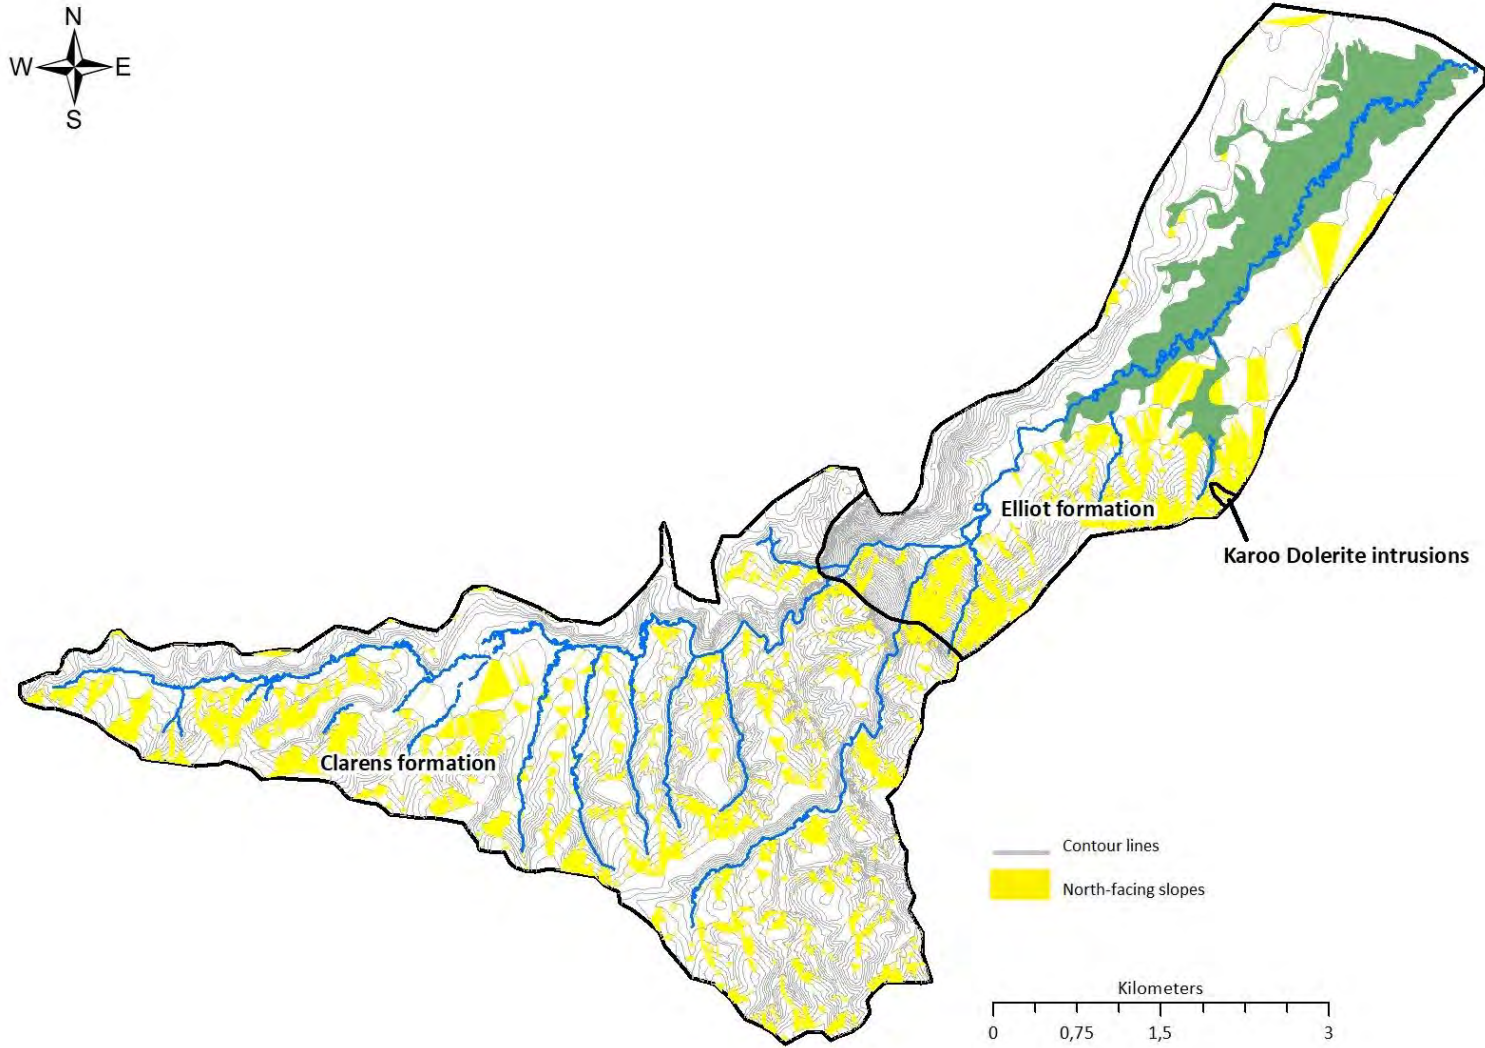 N
W E
S
Elliot formation
Karoo Dolerite intrusions
Clarens formation
Contour lines
North-facing slopes
Kilometers
0 0,75 1,5 3